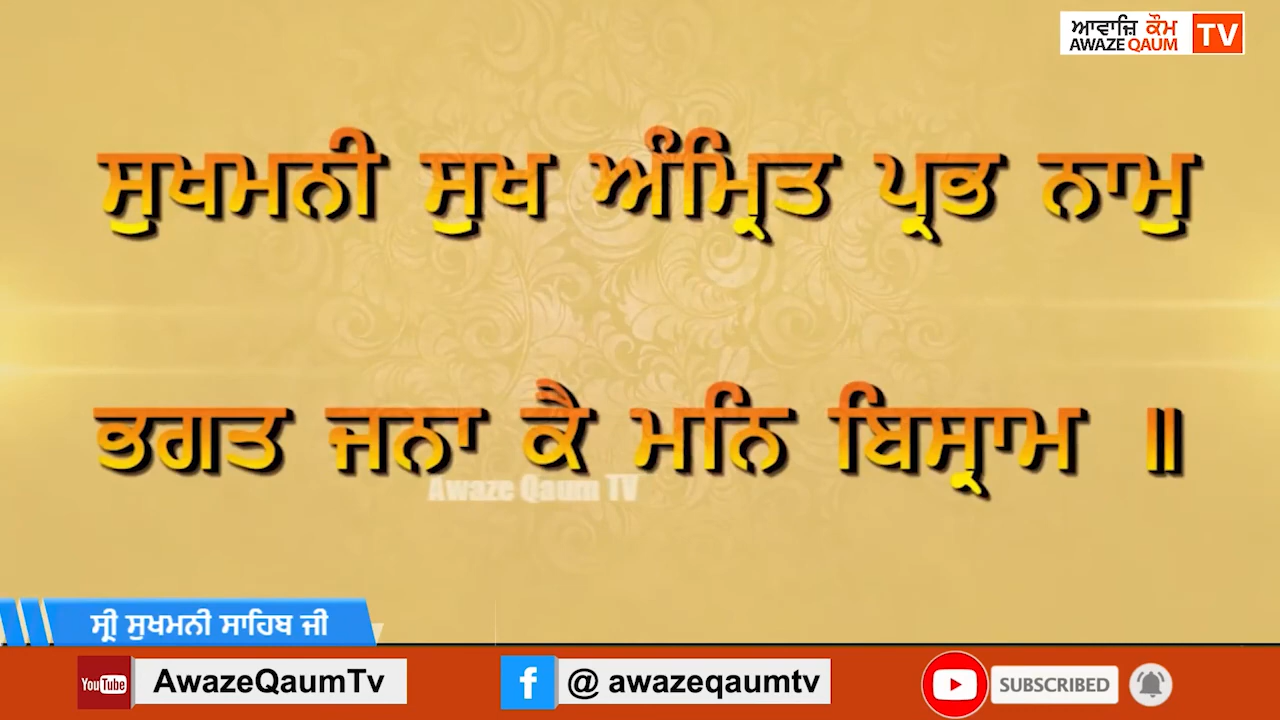 ਆਵਾਜ਼ਿ ਕੌਮ
AWAZE QAUM TV
ਸੁਖਮਨੀ ਸੁਖ ਅੰਮ੍ਰਿਤ ਪ੍ਰਭ ਨਾਮੁ
ਭਗਤ ਜਨਾ ਕੈ ਮਨਿ ਬਿਸ੍ਰਾਮ ॥
Awaze Qaum TV
ਸ੍ਰੀ ਸੁਖਮਨੀ ਸਾਹਿਬ ਜੀ
YouTube AwazeQaumTv f @ awazeqaumtv SUBSCRIBED